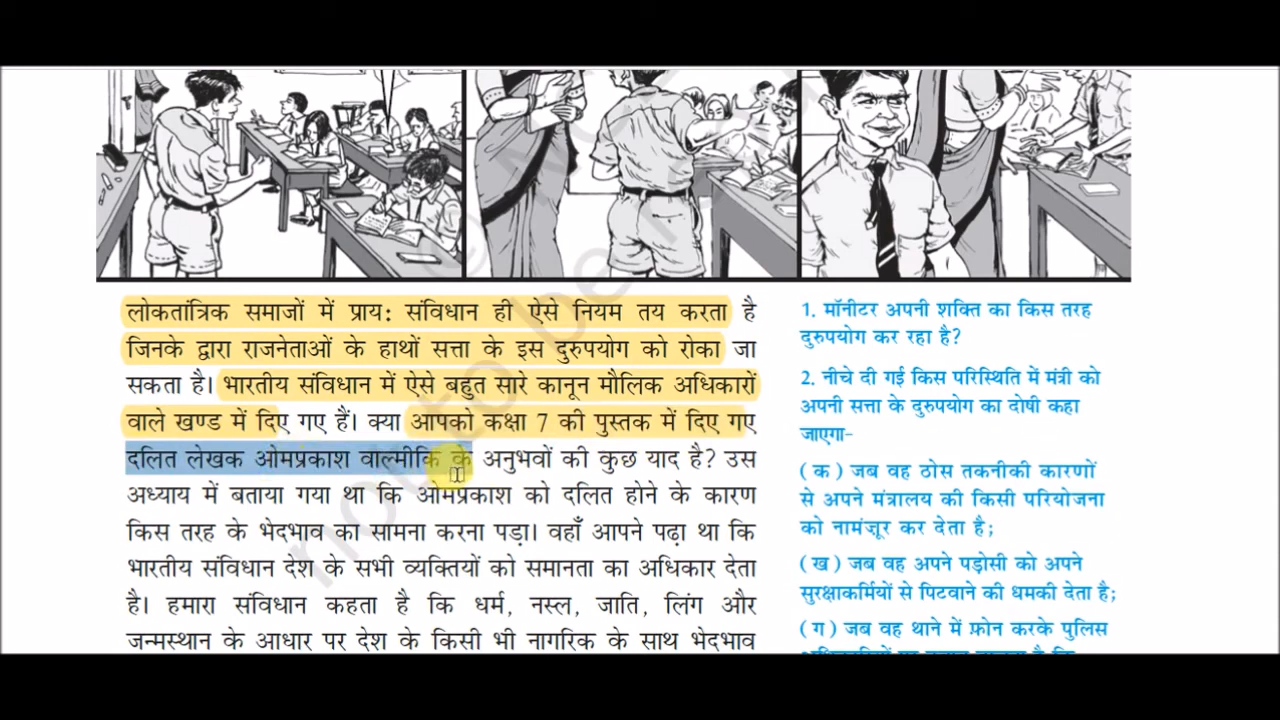 लोकतांत्रिक समाजों में प्राय: संविधान ही ऐसे नियम तय करता है
जिनके द्वारा राजनेताओं के हाथों सत्ता के इस दुरुपयोग को रोका जा
सकता है। भारतीय संविधान में ऐसे बहुत सारे कानून मौलिक अधिकारों
वाले खण्ड में दिए गए हैं। क्या आपको कक्षा 7 की पुस्तक में दिए गए
दलित लेखक ओमप्रकाश वाल्मीकि के अनुभवों की कुछ याद है? उस
अध्याय में बताया गया था कि ओमप्रकाश को दलित होने के कारण
किस तरह के भेदभाव का सामना करना पड़ा। वहाँ आपने पढ़ा था कि
भारतीय संविधान देश के सभी व्यक्तियों को समानता का अधिकार देता
है। हमारा संविधान कहता है कि धर्म, नस्ल, जाति, लिंग और
जन्मस्थान के आधार पर देश के किसी भी नागरिक के साथ भेदभाव
1. मॉनीटर अपनी शक्ति का किस तरह
दुरुपयोग कर रहा है?
2. नीचे दी गई किस परिस्थिति में मंत्री को
अपनी सत्ता के दुरुपयोग का दोषी कहा
जाएगा-
(क) जब वह ठोस तकनीकी कारणों
से अपने मंत्रालय की किसी परियोजना
को नामंज़ूर कर देता है;
(ख) जब वह अपने पड़ोसी को अपने
सुरक्षाकर्मियों से पिटवाने की धमकी देता है;
(ग) जब वह थाने में फ़ोन करके पुलिस
not to be